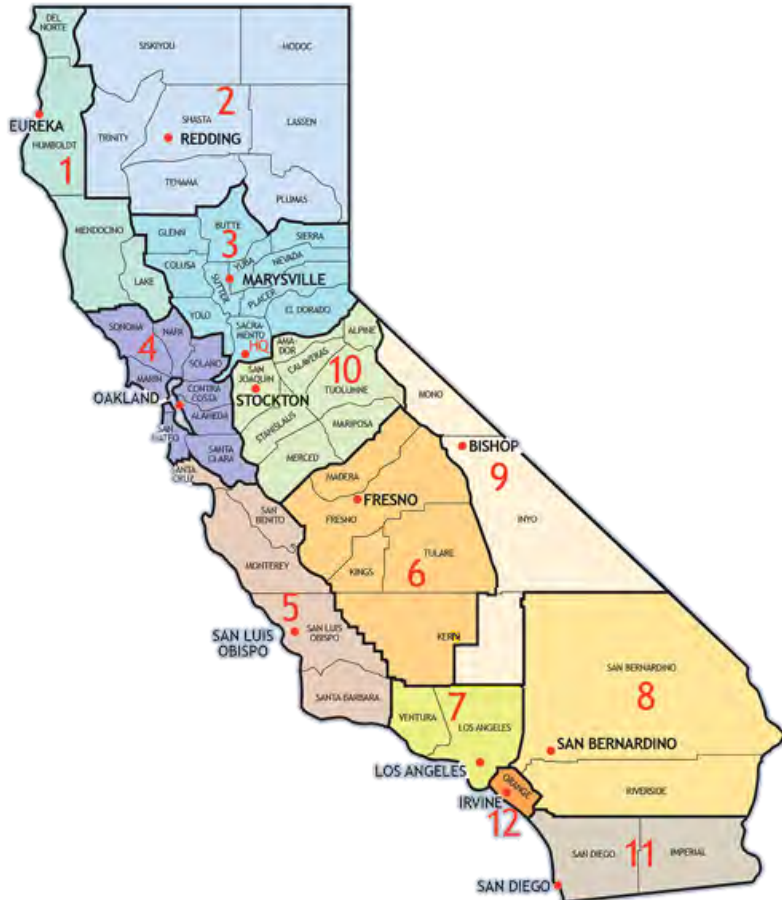 DEL
NORTE
SISKIYOU
MODOC
EUREKA
HUMBOLDT
1
TRINITY
2
SHASTA
REDDING
LASSEN
TEHAMA
PLUMAS
MENDOCINO
LAKE
GLENN
BUTTE
3
SIERRA
COLUSA
YUBA
NEVADA
SUTTER
MARYSVILLE
PLACER
YOLO
EL DORADO
SACRA-
MENTO
HQ
SONOMA
NAPA
4
SOLANO
MARIN
OAKLAND
CONTRA
COSTA
ALAMEDA
SAN
MATEO
SANTA
CLARA
SANTA
CRUZ
AMA-
DOR
ALPINE
CALAVERAS
10
SAN
JOAQUIN
STOCKTON
TUOLUMNE
STANISLAUS
MARIPOSA
MERCED
MONO
BISHOP
9
INYO
MADERA
FRESNO
FRESNO
TULARE
KINGS
6
KERN
SAN
BENITO
MONTEREY
5
SAN LUIS
OBISPO
SAN LUIS
OBISPO
SANTA BARBARA
7
VENTURA
LOS ANGELES
LOS ANGELES
SAN BERNARDINO
8
SAN BERNARDINO
RIVERSIDE
ORANGE
IRVINE
12
SAN DIEGO
11
IMPERIAL
SAN DIEGO